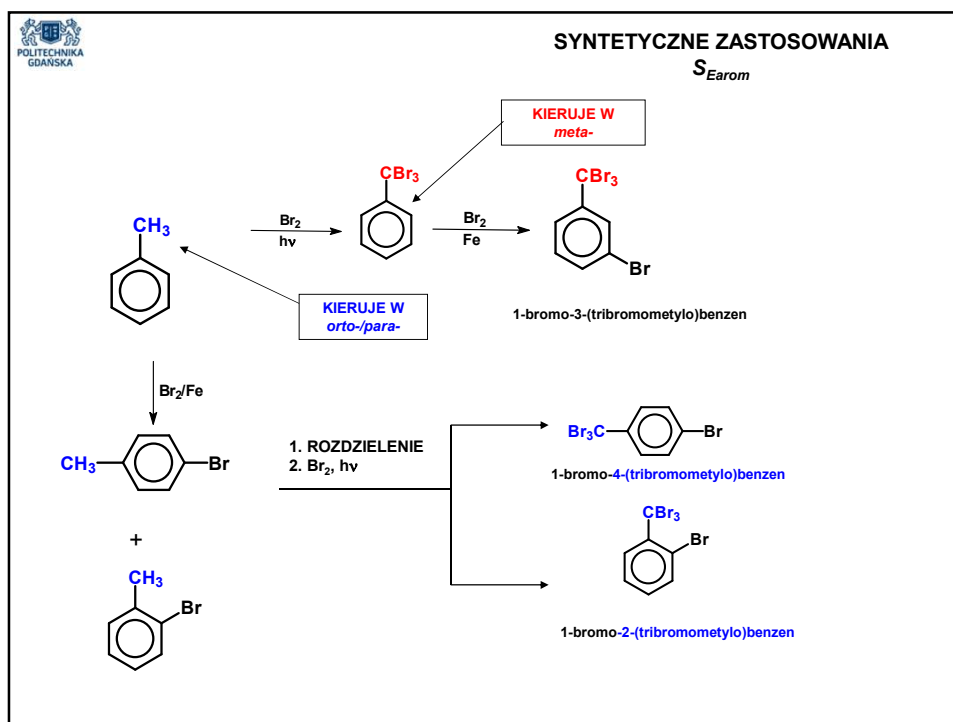 POLITECHNIKA
GDAŃSKA
SYNTETYCZNE ZASTOSOWANIA
S_Earom
KIERUJE W
meta-
CBr₃
CBr₃
CH₃
Br₂
hν
Br₂
Fe
Br
KIERUJE W
orto-/para-
1-bromo-3-(tribromometylo)benzen
Br₂/Fe
CH₃
Br
1. ROZDZIELENIE
2. Br₂, hν
Br₃C
Br
1-bromo-4-(tribromometylo)benzen
+
CBr₃
Br
CH₃
Br
1-bromo-2-(tribromometylo)benzen